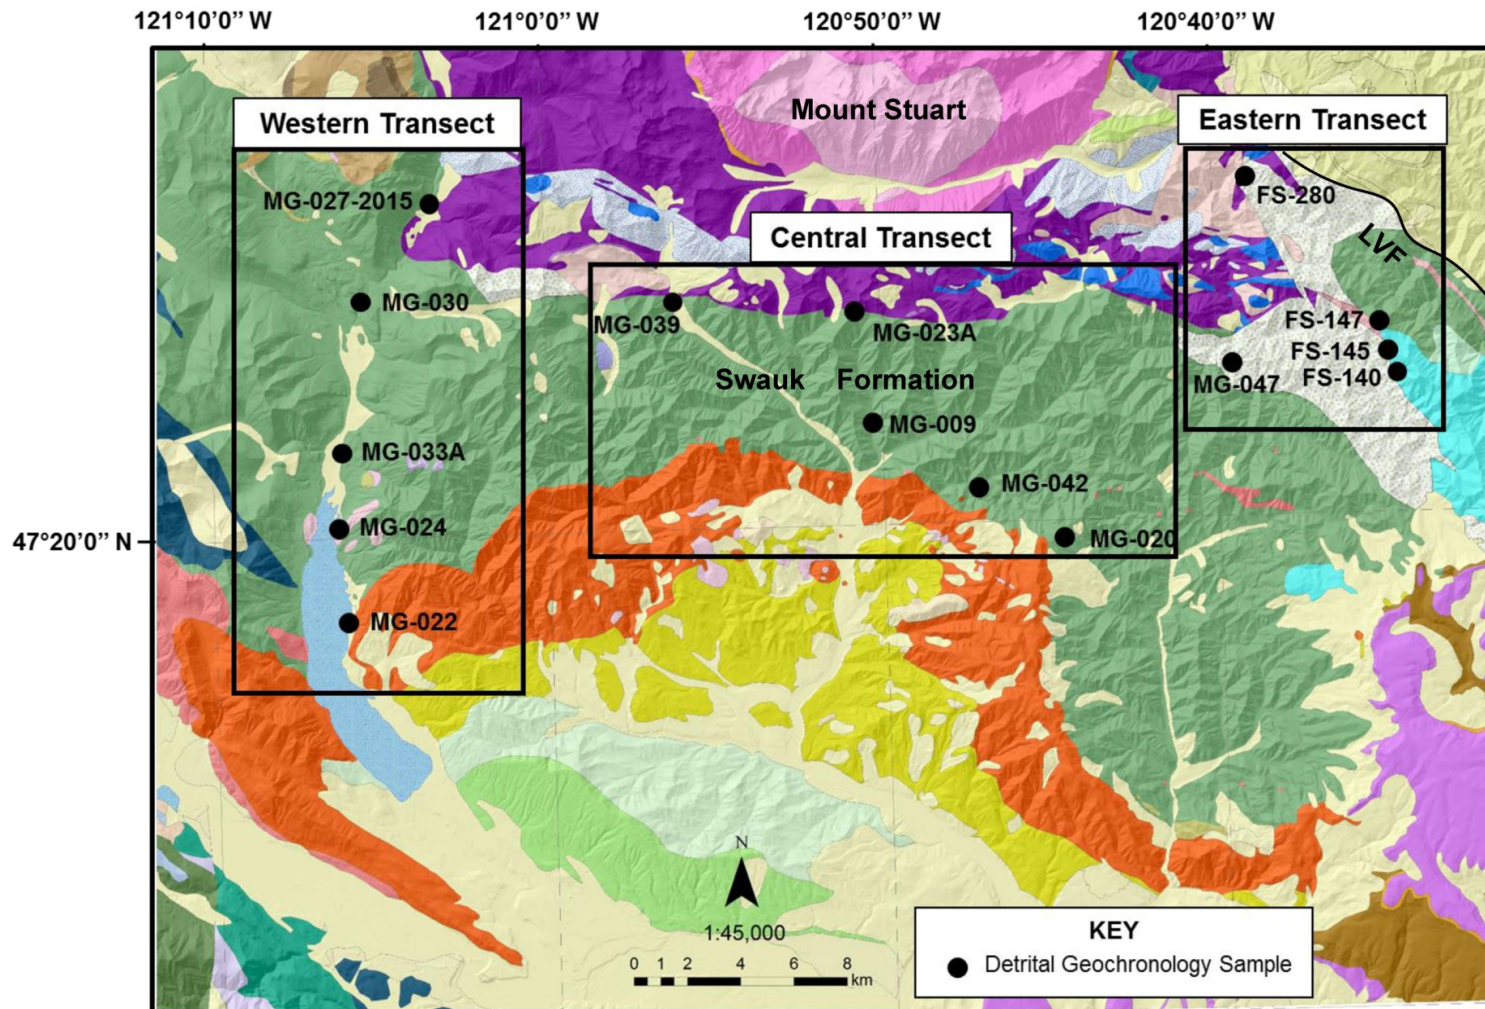 121°10’0’’ W
121°0’0’’ W
120°50’0’’ W
120°40’0’’ W
Mount Stuart
Western Transect
Eastern Transect
MG-027-2015
FS-280
Central Transect
LVF
MG-030
MG-039
MG-023A
FS-147
FS-145
FS-140
MG-047
Swauk Formation
MG-009
MG-033A
MG-042
MG-024
MG-020
47°20’0’’ N
MG-022
N
1:45,000
0 1 2 4 6 8
km
KEY
Detrital Geochronology Sample